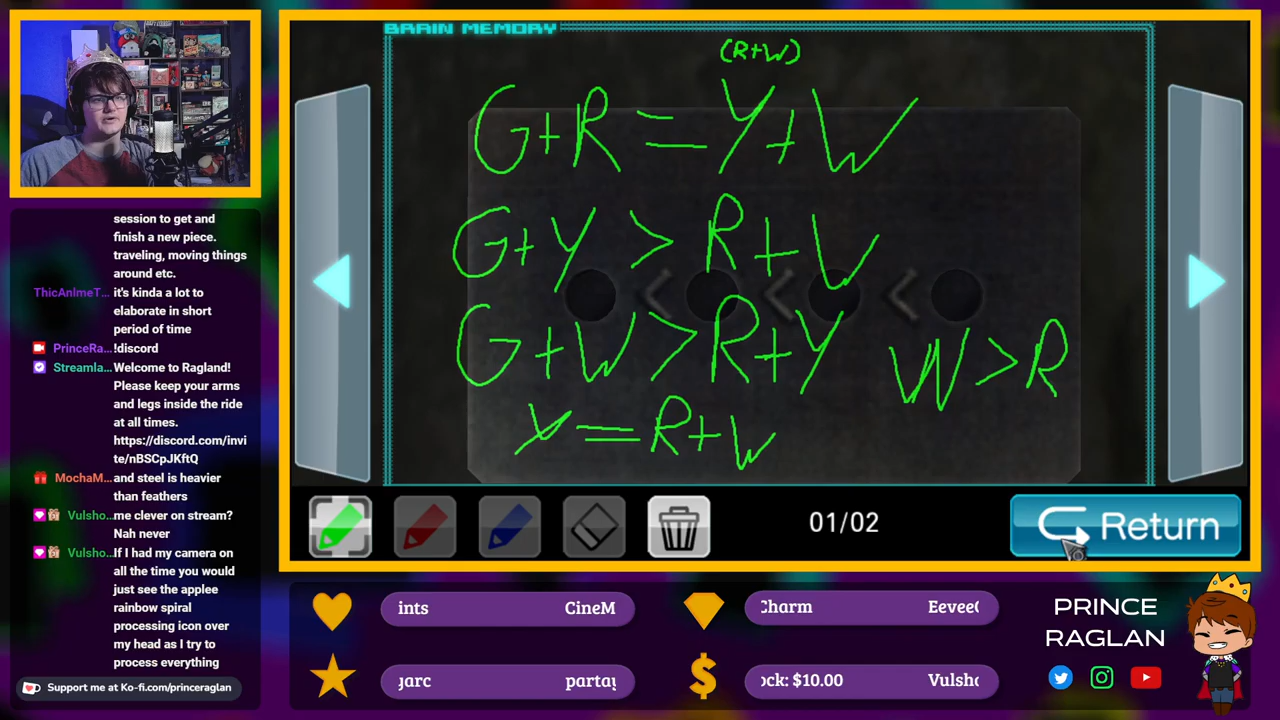 BRAIN MEMORY
(R+W)
G+R=Y+W
G+Y>R+W
G+W>R+Y
W>R
Y=R+W
01/02
Return
session to get and
finish a new piece.
traveling, moving things
around etc.
ThicAnImeT... it's kinda a lot to
elaborate in short
period of time
PrinceRa... !discord
Streamla... Welcome to Ragland!
Please keep your arms
and legs inside the ride
at all times.
https://discord.com/invi
te/nBSCpJKftQ
MochaM... and steel is heavier
than feathers
Vulsho... me clever on stream?
Nah never
Vulsho... If I had my camera on
all the time you would
just see the applee
rainbow spiral
processing icon over
my head as I try to
process everything
Support me at Ko-fi.com/princeraglan
ints CineM
Charm Eevee(
garc partay
ock: $10.00 Vulsho
PRINCE
RAGLAN